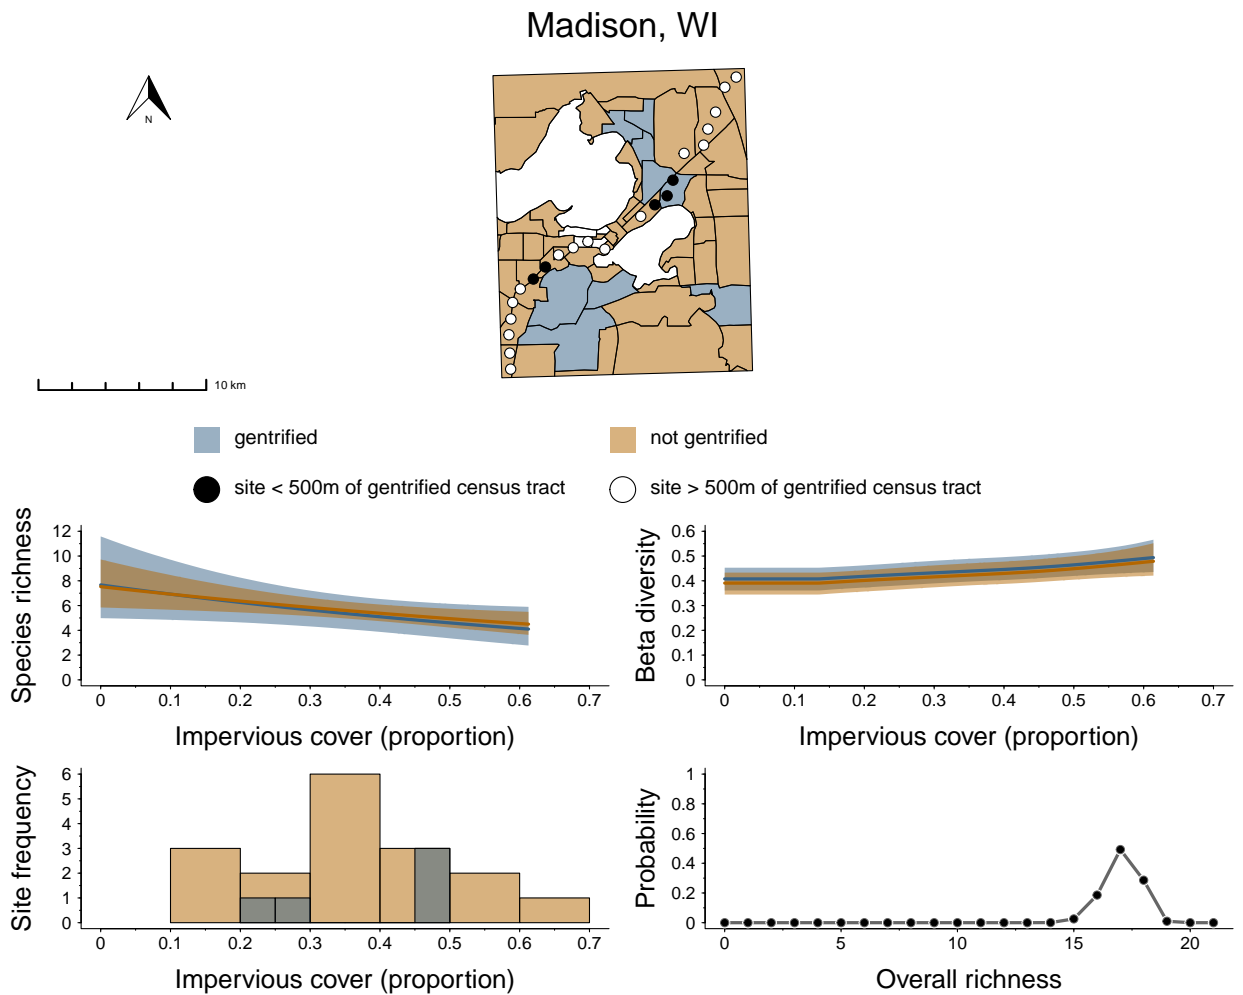 Madison, WI
N
10 km
gentrified
not gentrified
site < 500m of gentrified census tract
site > 500m of gentrified census tract
Species richness
12
10
8
6
4
2
0
0 0.1 0.2 0.3 0.4 0.5 0.6 0.7
Impervious cover (proportion)
Beta diversity
0.6
0.5
0.4
0.3
0.2
0.1
0
0 0.1 0.2 0.3 0.4 0.5 0.6 0.7
Impervious cover (proportion)
Site frequency
6
5
4
3
2
1
0
0 0.1 0.2 0.3 0.4 0.5 0.6 0.7
Impervious cover (proportion)
Probability
1
0.8
0.6
0.4
0.2
0
0 5 10 15 20
Overall richness